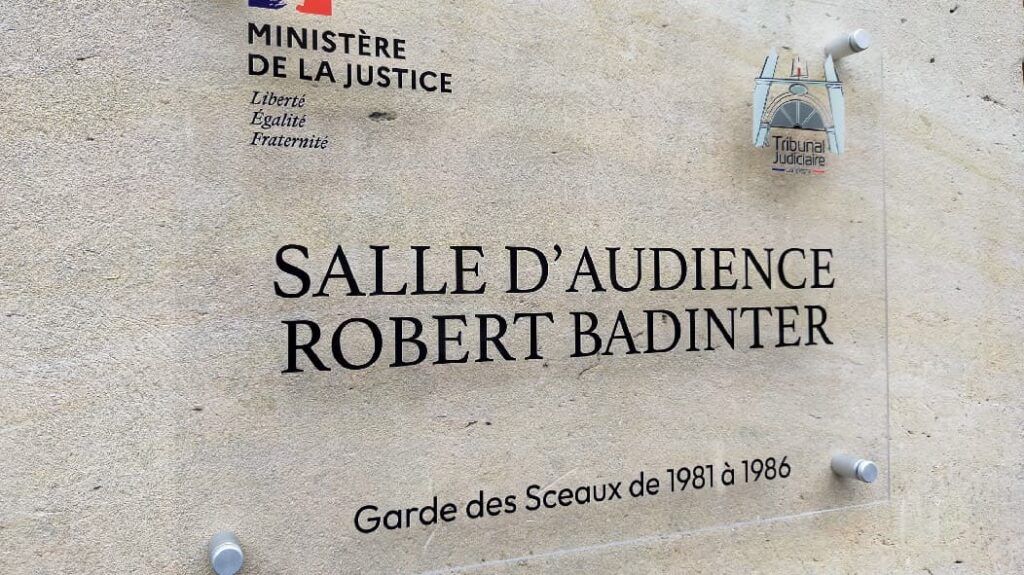 MINISTÈRE
DE LA JUSTICE
Liberté
Égalité
Fraternité
Tribunal
Judiciaire
SALLE D'AUDIENCE
ROBERT BADINTER
Garde des Sceaux de 1981 à 1986